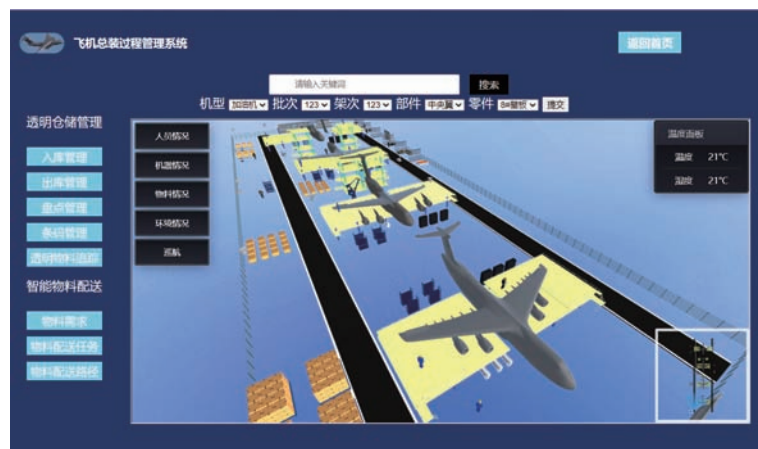 飞机总装过程管理系统
返回首页
请输入关键词 搜索
机型 加油机 批次 123 架次 123 部件 中央翼 零件 8#壁板 提交
透明仓储管理
入库管理
出库管理
盘点管理
条码管理
透明物料追踪
智能物料配送
物料需求
物料配送任务
物料配送路径
人员情况
机器情况
物料情况
环境情况
巡航
温度面板
温度 21℃
湿度 21℃